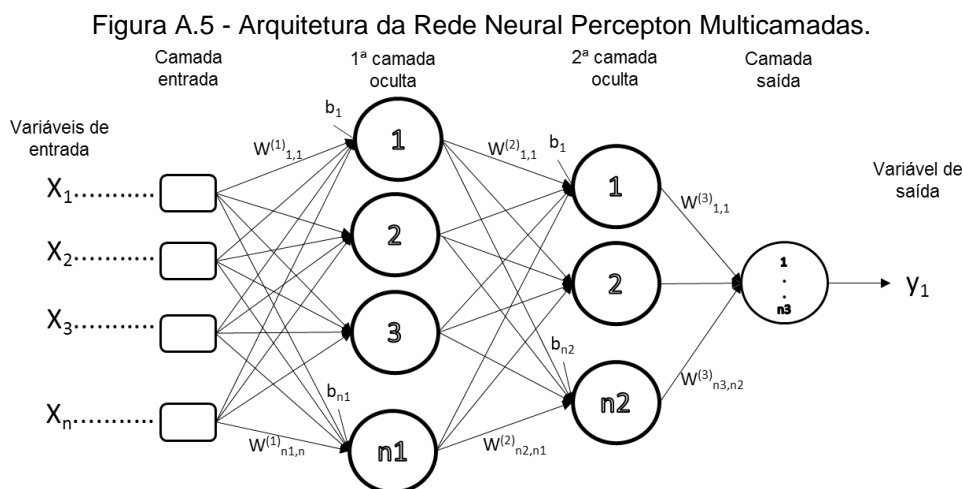 Figura A.5 - Arquitetura da Rede Neural Percepton Multicamadas.
Camada
entrada
1ª camada
oculta
2ª camada
oculta
Camada
saída
Variáveis de
entrada
Variável de
saída
X₁...........
X₂...........
X₃...........
Xₙ...........
W⁽¹⁾₁,₁
W⁽¹⁾n1,n
b₁
1
2
3
bn1
n1
W⁽²⁾₁,₁
W⁽²⁾n2,n1
b₁
1
2
bn2
n2
W⁽³⁾₁,₁
W⁽³⁾n3,n2
1
.
.
n3
y₁